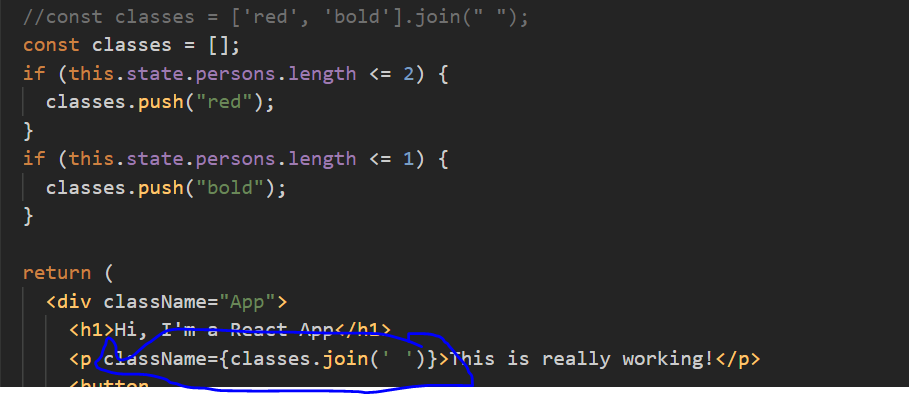 //const classes = ['red', 'bold'].join(" ");
const classes = [];
if (this.state.persons.length <= 2) {
classes.push("red");
}
if (this.state.persons.length <= 1) {
classes.push("bold");
}
return (
<div className="App">
<h1>Hi, I'm a React App</h1>
<p className={classes.join(' ')}>This is really working!</p>
<button